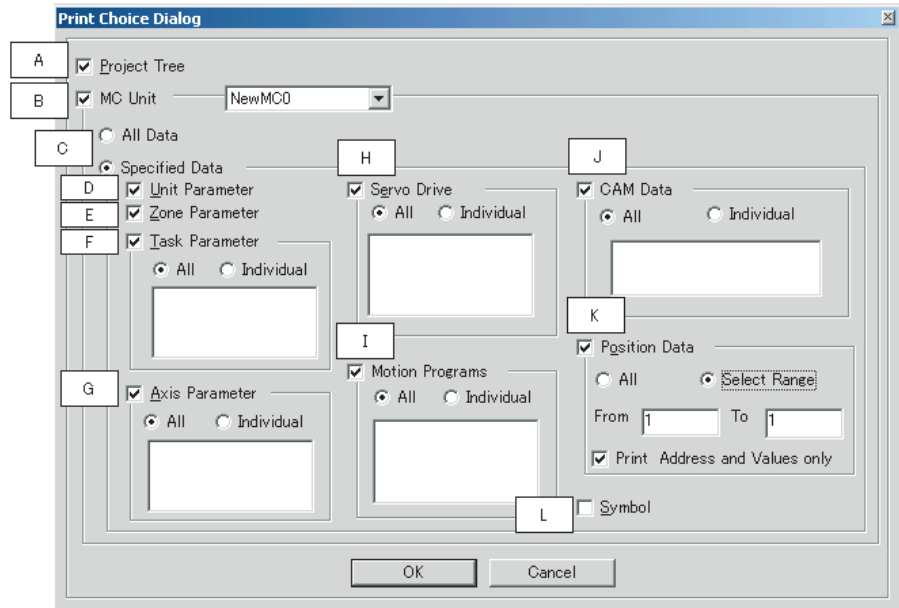 Print Choice Dialog
A
Project Tree
B
MC Unit
NewMC0
C
All Data
Specified Data
D
Unit Parameter
E
Zone Parameter
F
Task Parameter
All
Individual
G
Axis Parameter
All
Individual
H
Servo Drive
All
Individual
I
Motion Programs
All
Individual
J
CAM Data
All
Individual
K
Position Data
All
Select Range
From 1 To 1
Print Address and Values only
L
Symbol
OK
Cancel